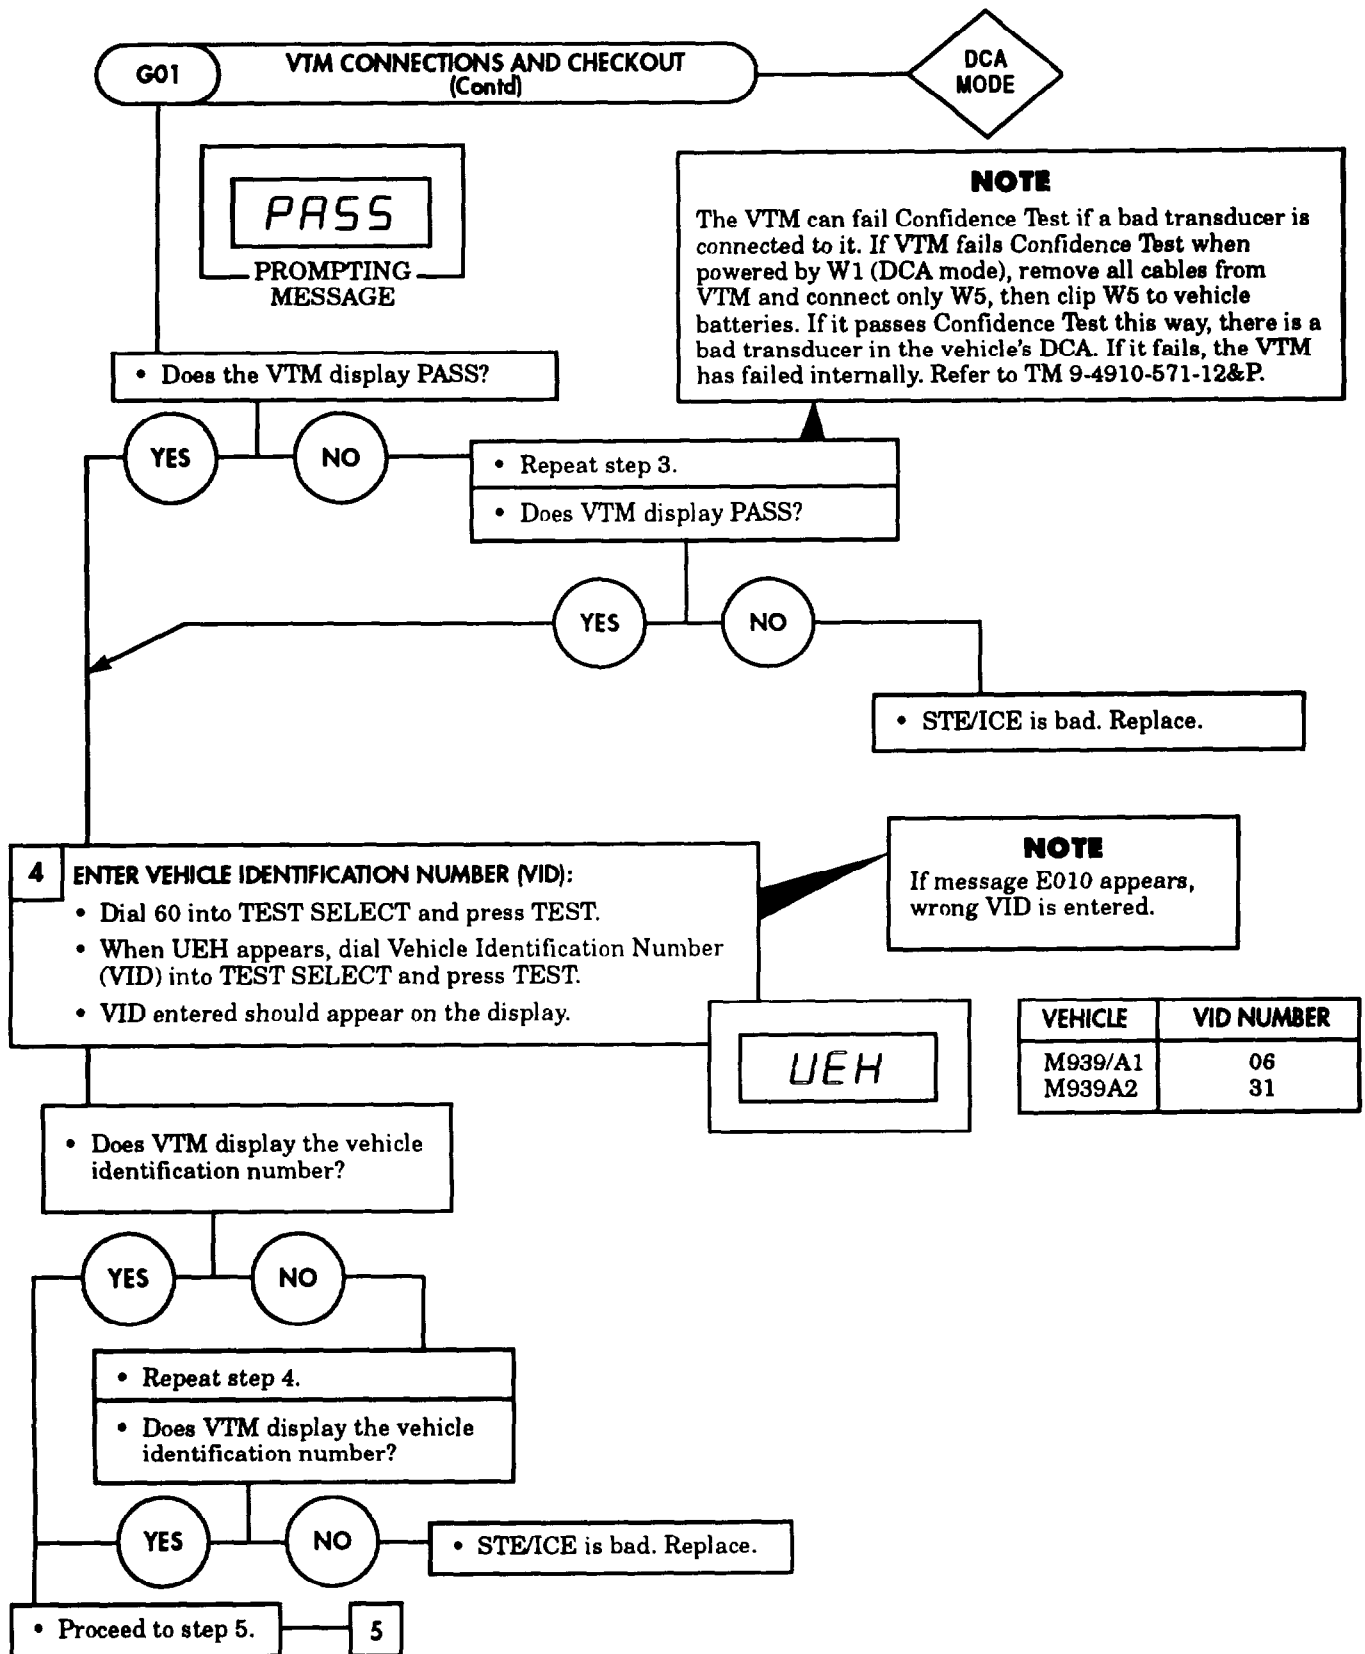 G01
VTM CONNECTIONS AND CHECKOUT
(Contd)
DCA
MODE
PASS
PROMPTING
MESSAGE
NOTE
The VTM can fail Confidence Test if a bad transducer is
connected to it. If VTM fails Confidence Test when
powered by W1 (DCA mode), remove all cables from
VTM and connect only W5, then clip W5 to vehicle
batteries. If it passes Confidence Test this way, there is a
bad transducer in the vehicle's DCA. If it fails, the VTM
has failed internally. Refer to TM 9-4910-571-12&P.
• Does the VTM display PASS?
YES
NO
• Repeat step 3.
• Does VTM display PASS?
YES
NO
• STE/ICE is bad. Replace.
4 ENTER VEHICLE IDENTIFICATION NUMBER (VID):
• Dial 60 into TEST SELECT and press TEST.
• When UEH appears, dial Vehicle Identification Number
(VID) into TEST SELECT and press TEST.
• VID entered should appear on the display.
NOTE
If message E010 appears,
wrong VID is entered.
UEH
VEHICLE VID NUMBER
M939/A1 06
M939A2 31
• Does VTM display the vehicle
identification number?
YES
NO
• Repeat step 4.
• Does VTM display the vehicle
identification number?
YES
NO
• STE/ICE is bad. Replace.
• Proceed to step 5.
5